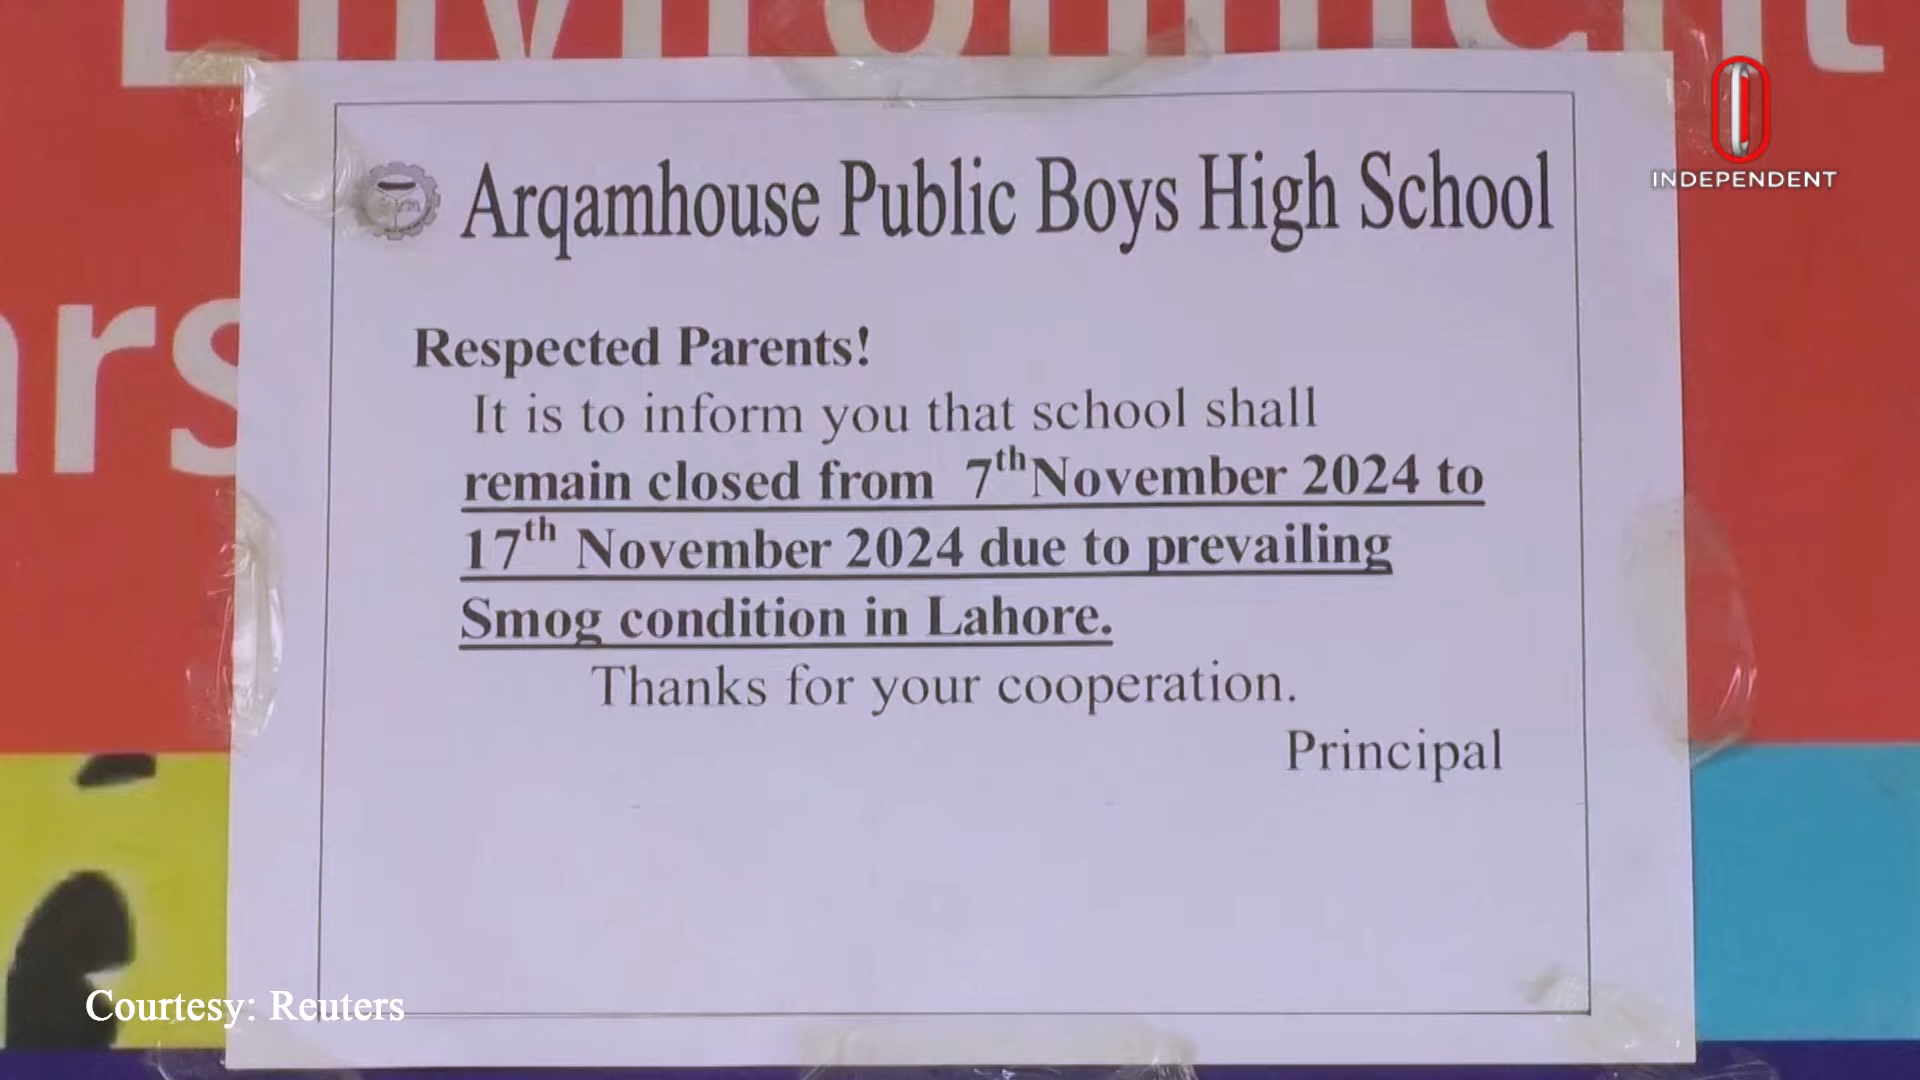 Environment
INDEPENDENT
Arqamhouse Public Boys High School
ars
Respected Parents!
It is to inform you that school shall
remain closed from 7th November 2024 to
17th November 2024 due to prevailing
Smog condition in Lahore.
Thanks for your cooperation.
Principal
Courtesy: Reuters